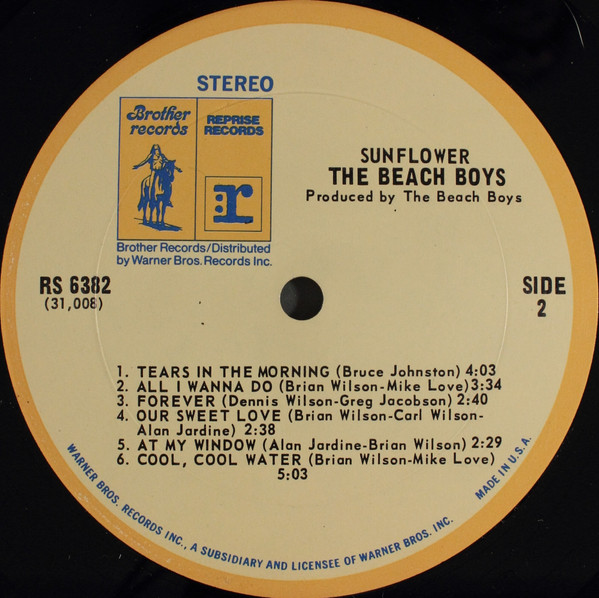 STEREO
Brother
records
REPRISE
RECORDS
r
Brother Records/Distributed
by Warner Bros. Records Inc.
SUNFLOWER
THE BEACH BOYS
Produced by The Beach Boys
RS 6382
(31,008)
SIDE
2
1. TEARS IN THE MORNING (Bruce Johnston) 4:03
2. ALL I WANNA DO (Brian Wilson-Mike Love) 3:34
3. FOREVER (Dennis Wilson-Greg Jacobson) 2:40
4. OUR SWEET LOVE (Brian Wilson-Carl Wilson-
Alan Jardine) 2:38
5. AT MY WINDOW (Alan Jardine-Brian Wilson) 2:29
6. COOL, COOL WATER (Brian Wilson-Mike Love)
5:03
WARNER BROS. RECORDS INC., A SUBSIDIARY AND LICENSEE OF WARNER BROS. INC.
MADE IN U.S.A.